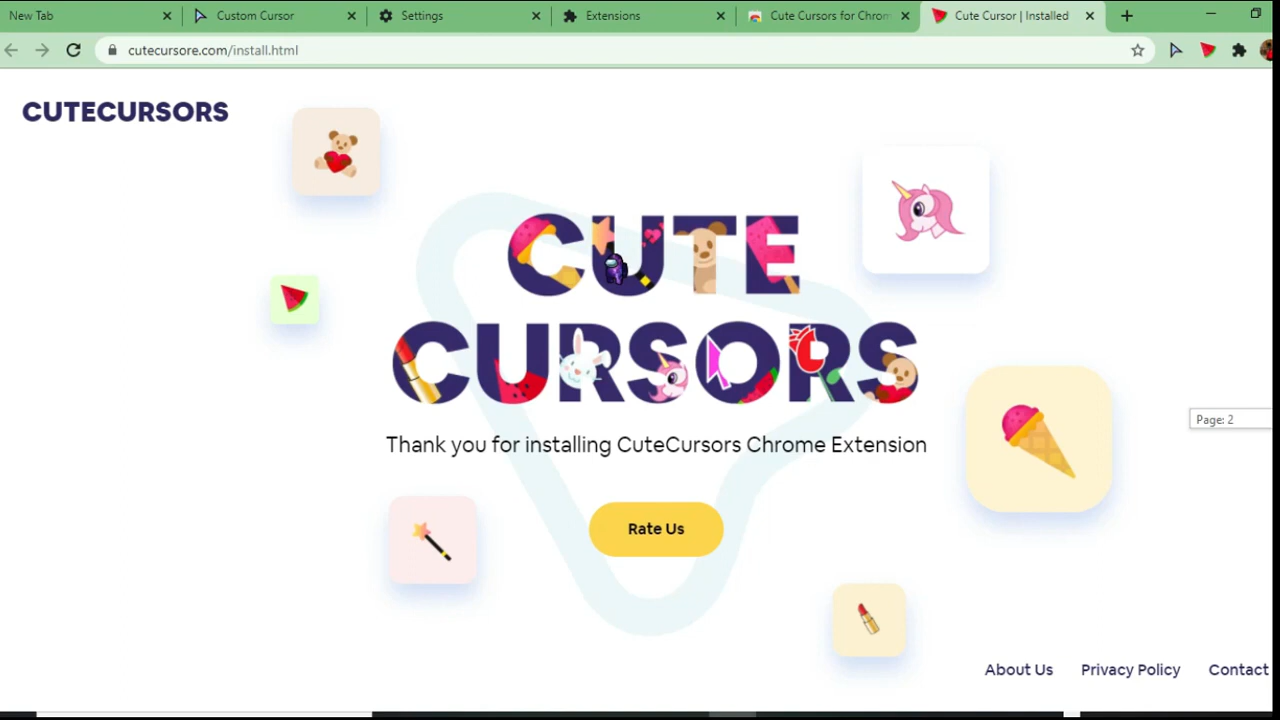 New Tab
Custom Cursor
Settings
Extensions
Cute Cursors for Chrom
Cute Cursor | Installed
cutecursore.com/install.html
CUTECURSORS
CUTE
CURSORS
Page: 2
Thank you for installing CuteCursors Chrome Extension
Rate Us
About Us
Privacy Policy
Contact